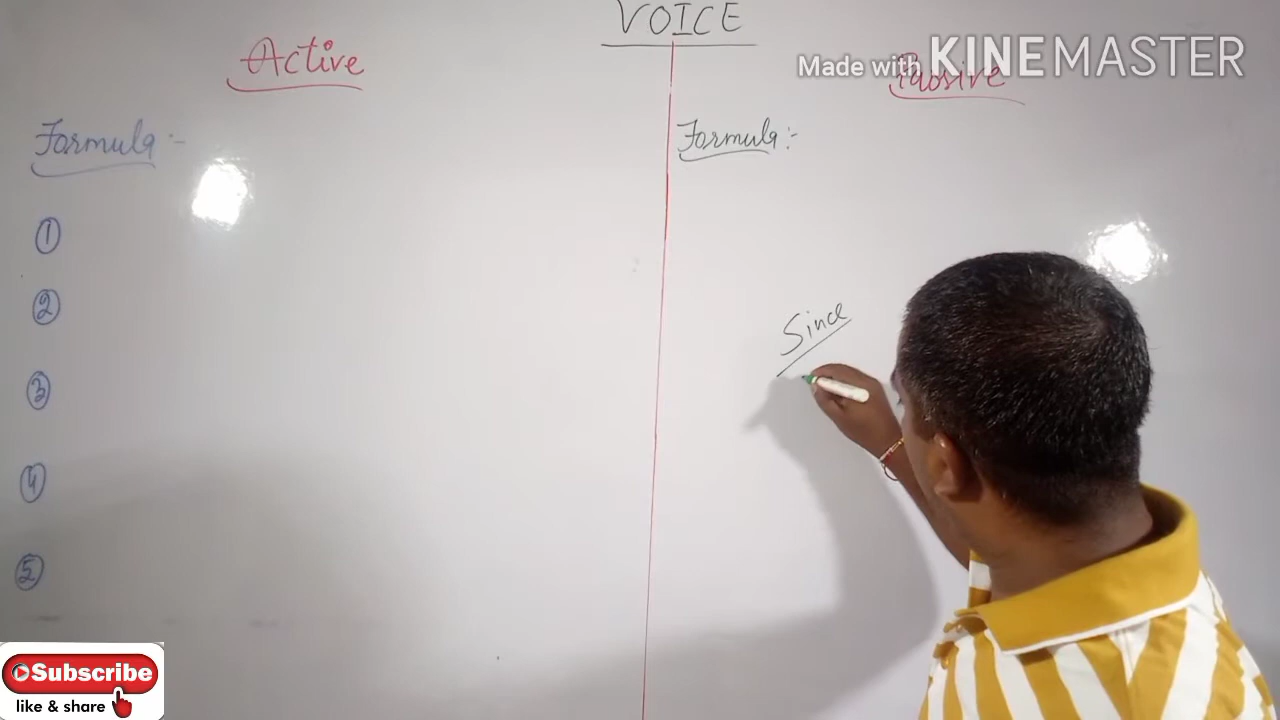 VOICE
Active
Made with KINEMASTER
Passive
Formula :-
Formula :-
1
2
Since
3
4
5
Subscribe
like & share